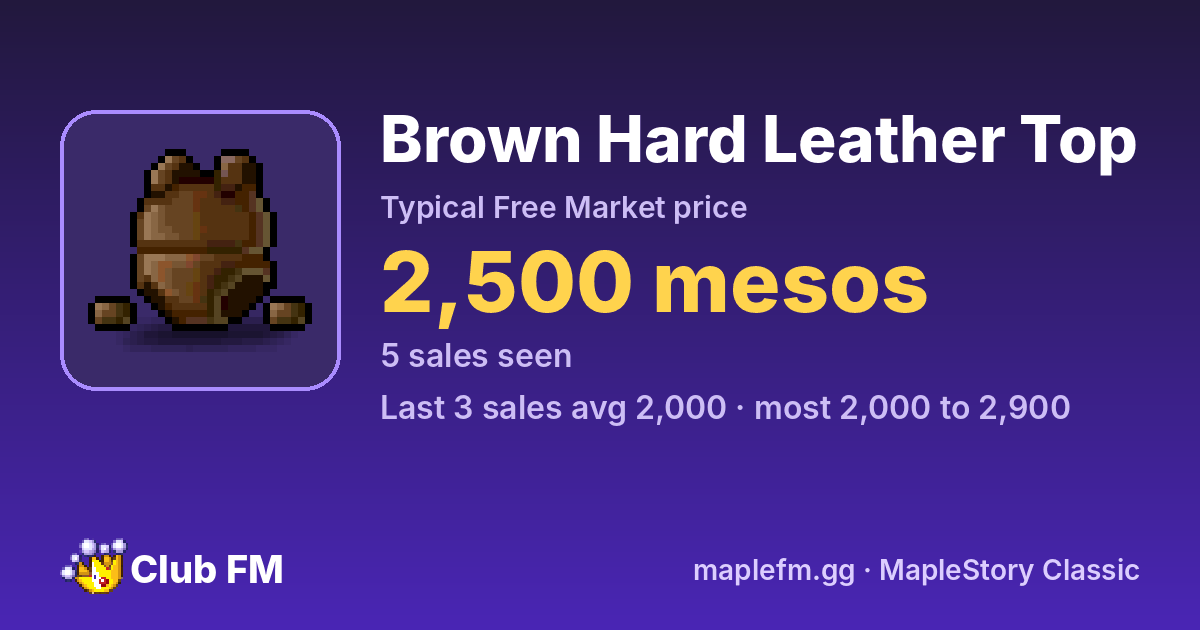 Brown Hard Leather Top
Typical Free Market price
2,500 mesos
5 sales seen
Last 3 sales avg 2,000 · most 2,000 to 2,900
Club FM
maplefm.gg · MapleStory Classic